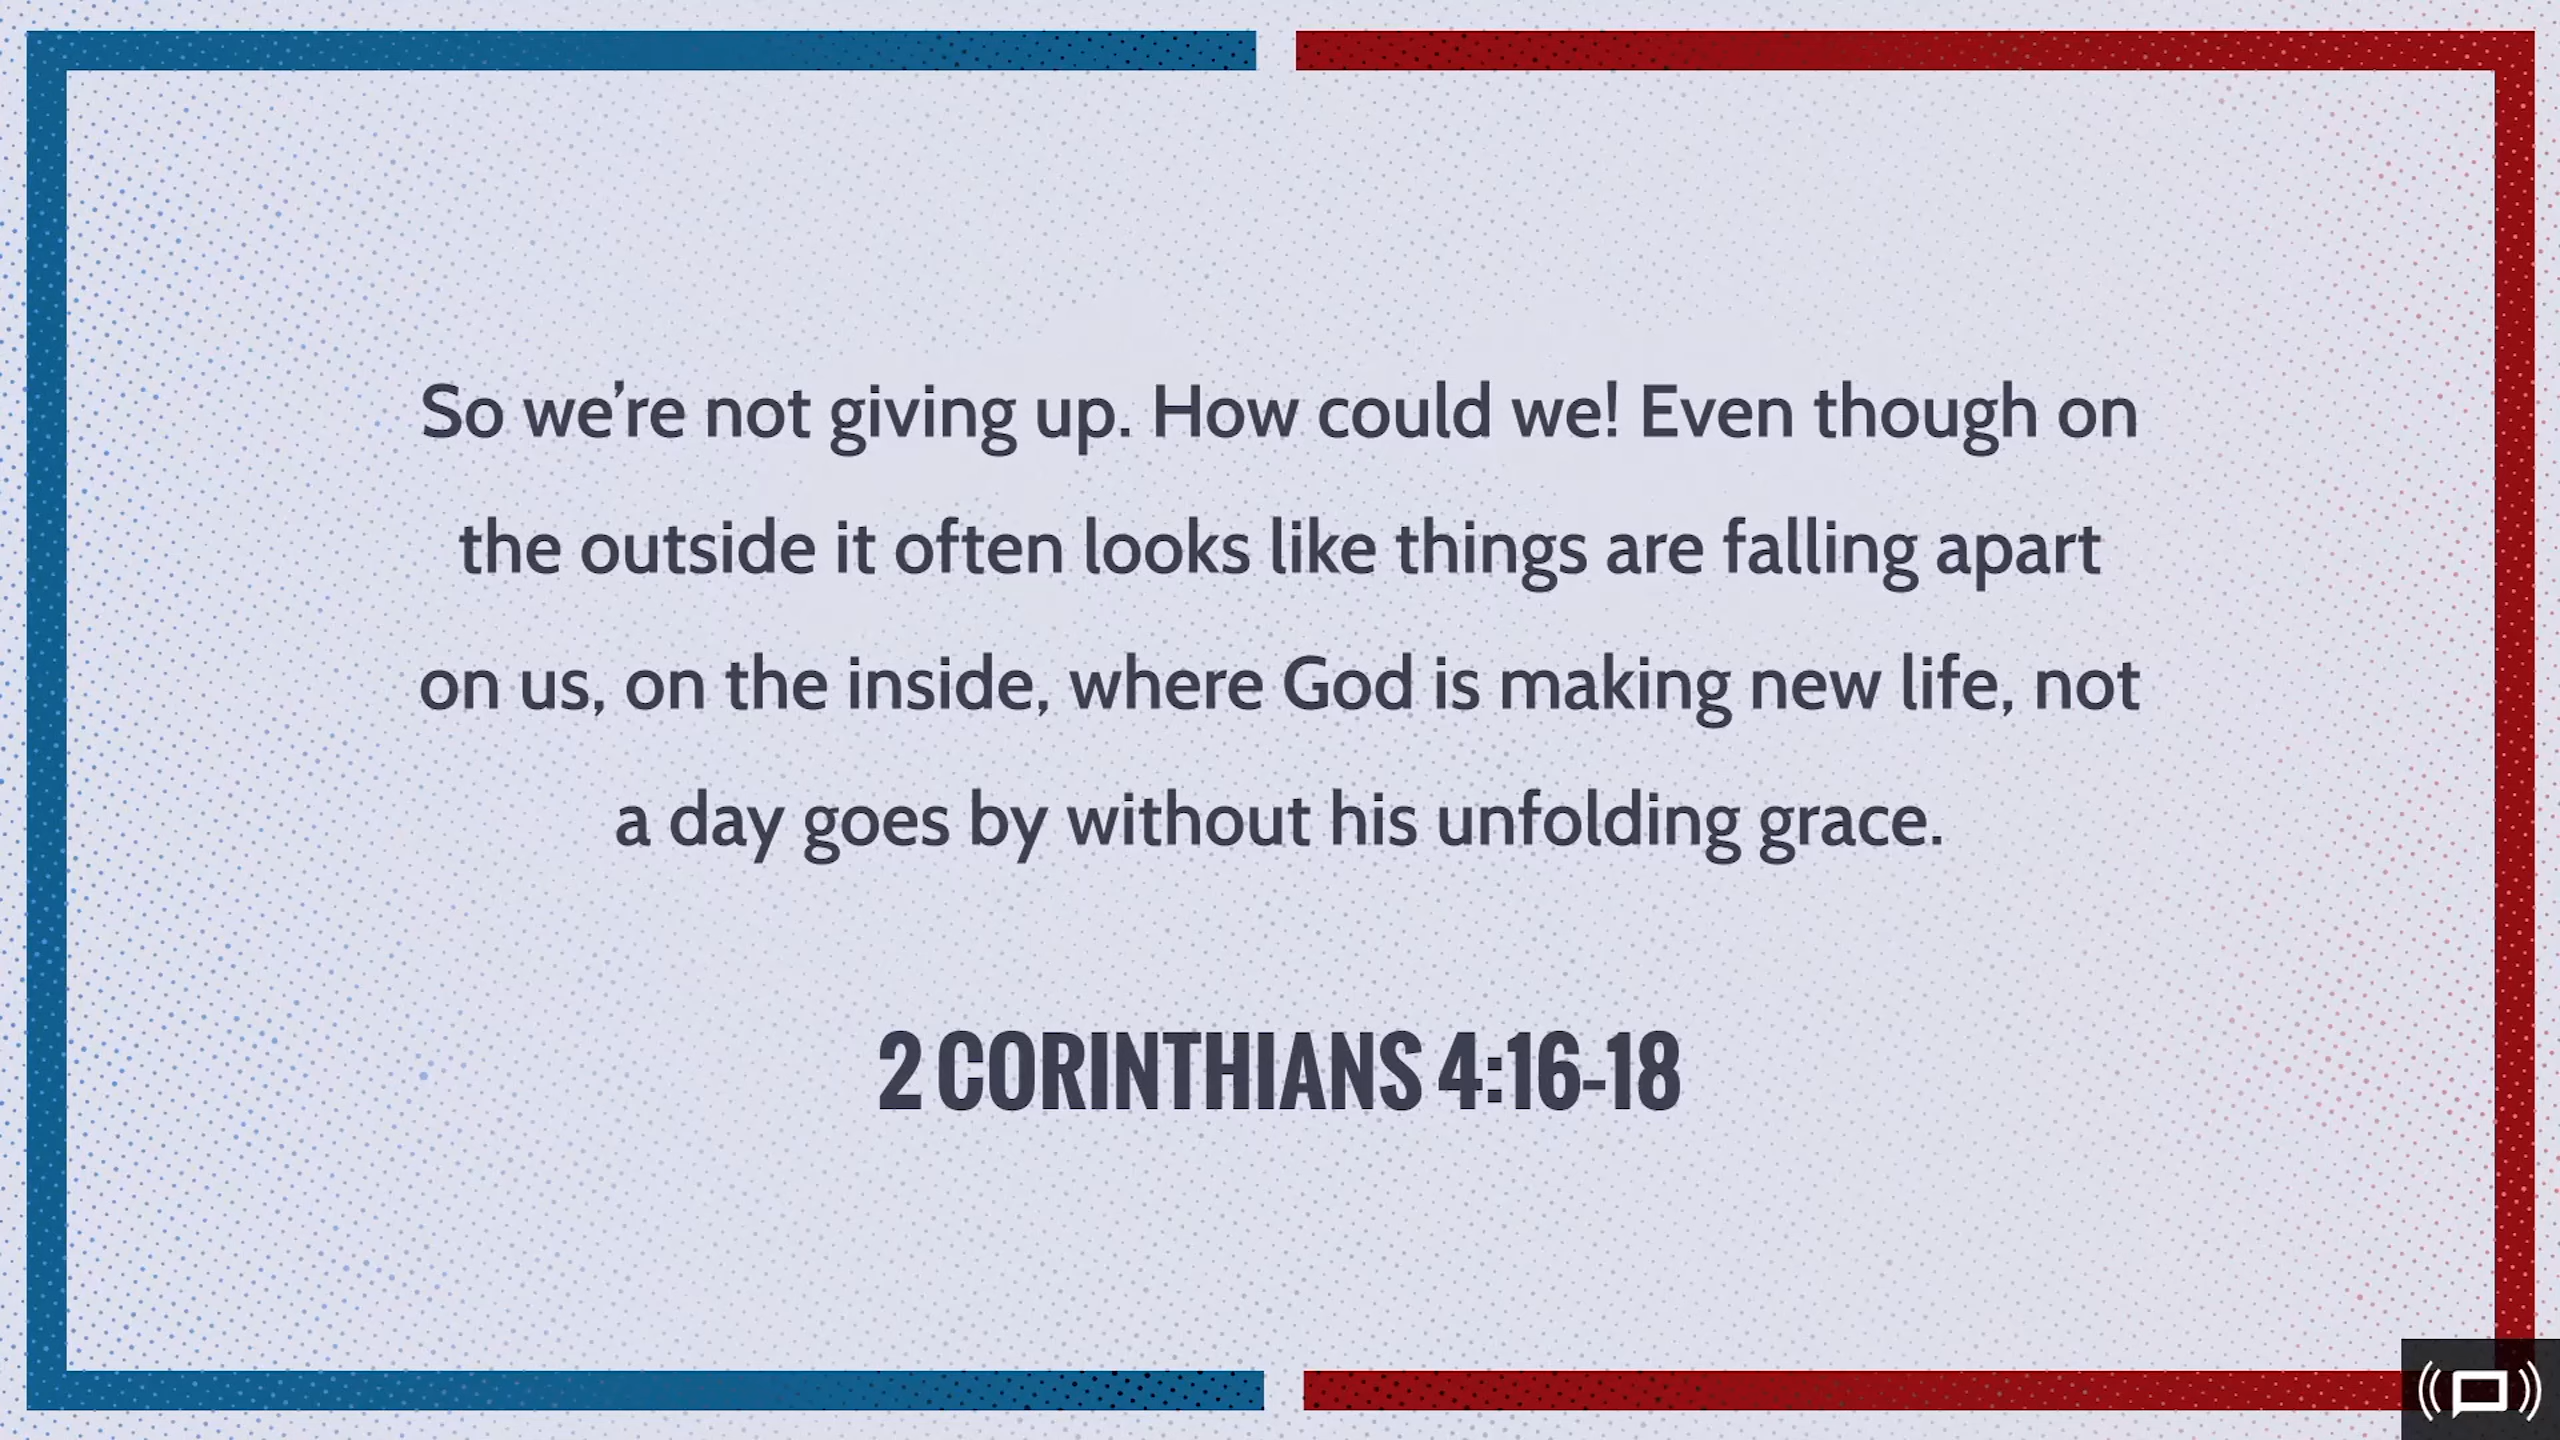 So we’re not giving up. How could we! Even though on
the outside it often looks like things are falling apart
on us, on the inside, where God is making new life, not
a day goes by without his unfolding grace.
2 CORINTHIANS 4:16-18